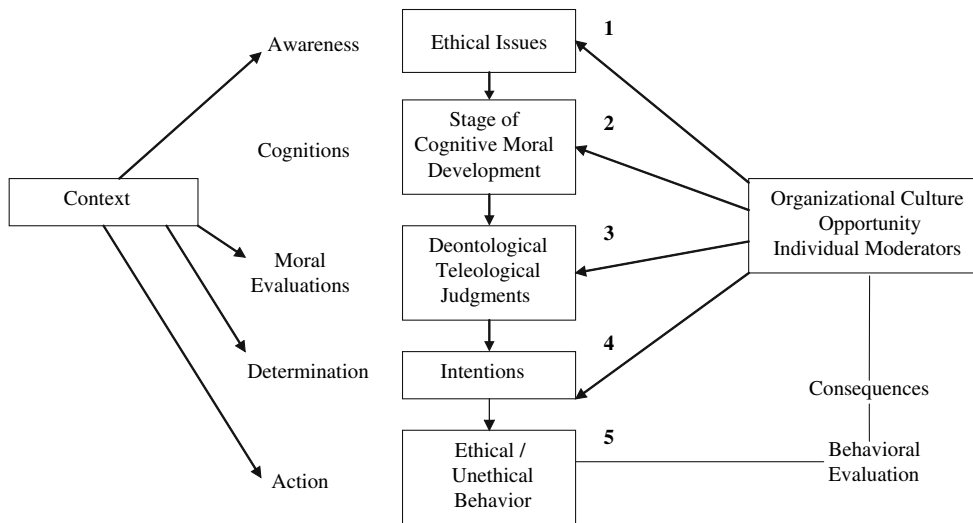 Awareness
Ethical Issues
1
Cognitions
Stage of
Cognitive Moral
Development
2
Context
Organizational Culture
Opportunity
Individual Moderators
Moral
Evaluations
Deontological
Teleological
Judgments
3
Determination
Intentions
4
Consequences
Action
Ethical /
Unethical
Behavior
5
Behavioral
Evaluation